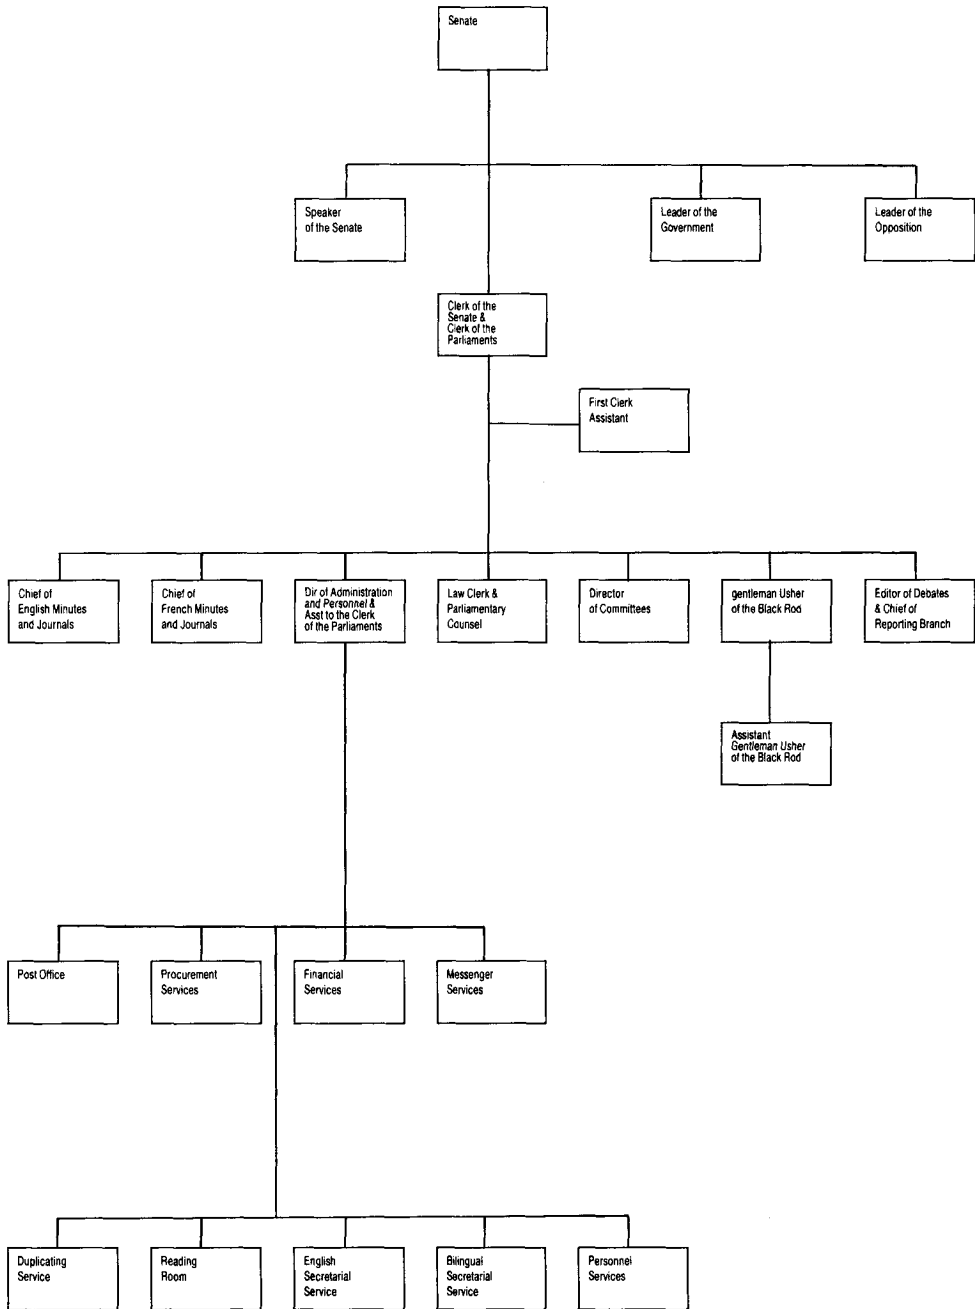 Senate
Speaker
of the Senate
Leader of the
Government
Leader of the
Opposition
Clerk of the
Senate &
Clerk of the
Parliaments
First Clerk
Assistant
Chief of
English Minutes
and Journals
Chief of
French Minutes
and Journals
Dir of Administration
and Personnel &
Asst to the Clerk
of the Parliaments
Law Clerk &
Parliamentary
Counsel
Director
of Committees
gentleman Usher
of the Black Rod
Editor of Debates
& Chief of
Reporting Branch
Assistant
Gentleman Usher
of the Black Rod
Post Office
Procurement
Services
Financial
Services
Messenger
Services
Duplicating
Service
Reading
Room
English
Secretarial
Service
Bilingual
Secretarial
Service
Personnel
Services